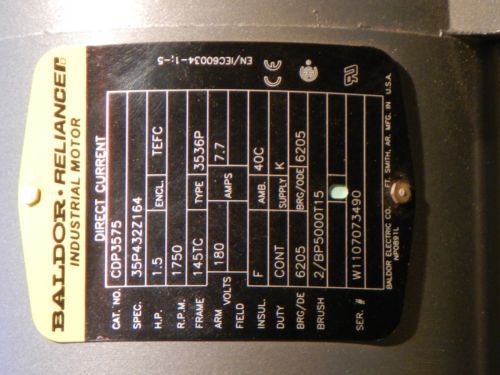 BALDOR • RELIANCE
INDUSTRIAL MOTOR
DIRECT CURRENT
CAT. NO. CDP3575
SPEC. 35P432Z164
H.P. 1.5 ENCL. TEFC
R.P.M. 1750
FRAME 145TC TYPE 3536P
ARM VOLTS 180 AMPS 7.7
FIELD
INSUL. F AMB. 40C
DUTY CONT SUPPLY K
BRG/DE 6205 BRG/ODE 6205
BRUSH 2/BP5000T15
SER. # W1107073490
BALDOR ELECTRIC CO. FT. SMITH, AR. MFG. IN U.S.A.
NP0891L
EN/IEC60034-1:-5
CE